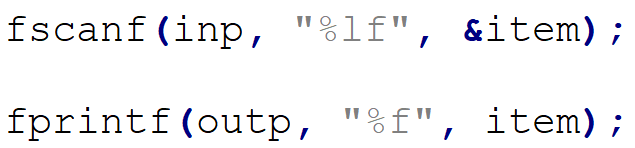 fscanf(inp, "%lf", &item);
fprintf(outp, "%f", item);